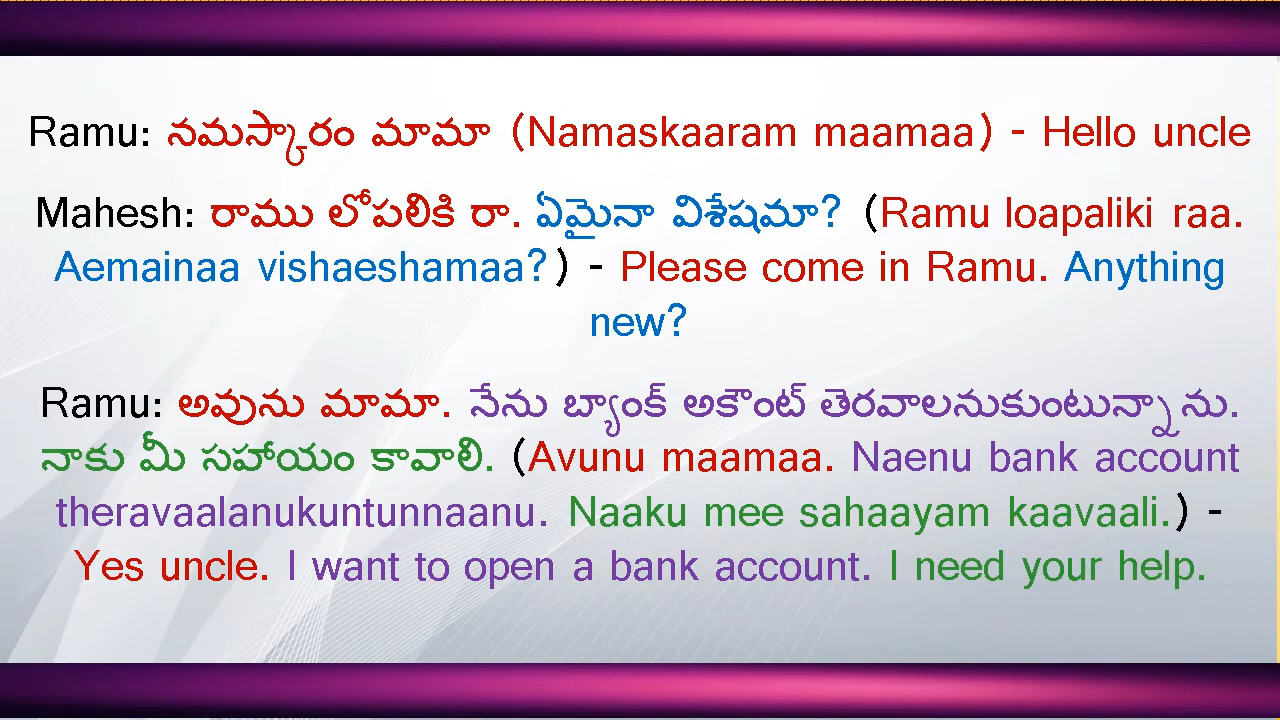 Ramu: నమస్కారం మామా (Namaskaaram maamaa) - Hello uncle
Mahesh: రాము లోపలికి రా. ఏమైనా విశేషమా? (Ramu loapaliki raa.
Aemainaa vishaeshamaa?) - Please come in Ramu. Anything
new?
Ramu: అవును మామా. నేను బ్యాంక్ అకౌంట్ తెరవాలనుకుంటున్నాను.
నాకు మీ సహాయం కావాలి. (Avunu maamaa. Naenu bank account
theravaalanukuntunnaanu. Naaku mee sahaayam kaavaali.) -
Yes uncle. I want to open a bank account. I need your help.